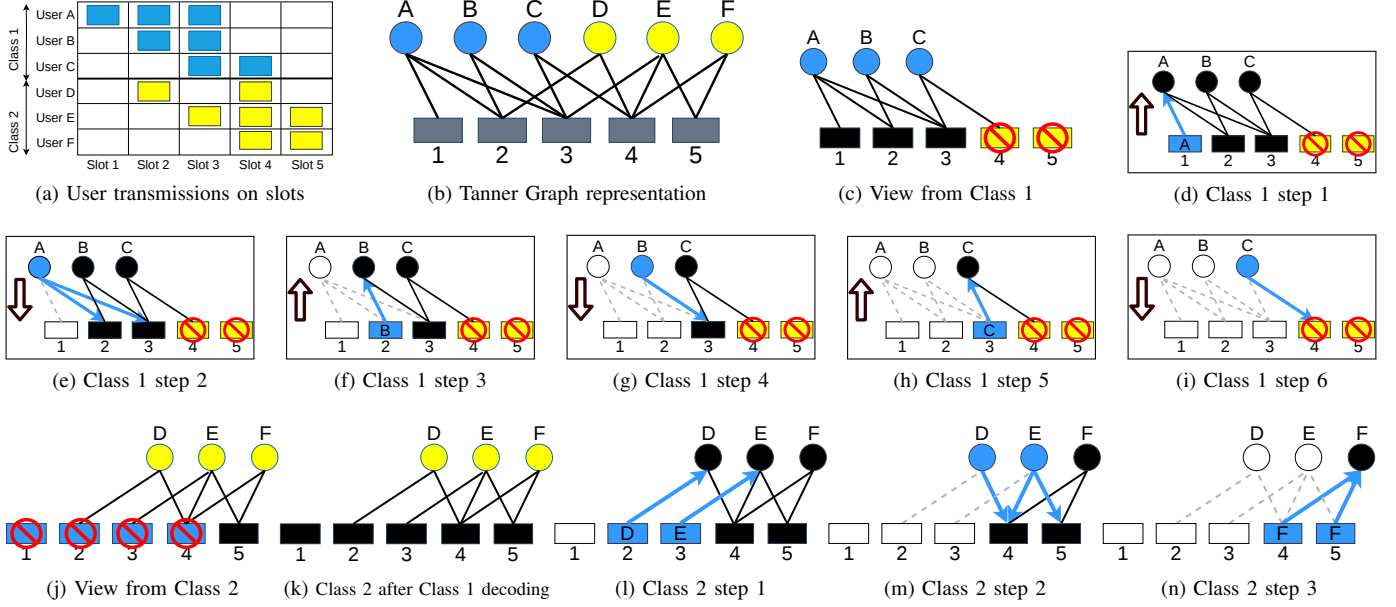 Class 1
Class 2
User A
User B
User C
User D
User E
User F
Slot 1 Slot 2 Slot 3 Slot 4 Slot 5
(a) User transmissions on slots
A B C D E F
1 2 3 4 5
(b) Tanner Graph representation
A B C
1 2 3 4 5
(c) View from Class 1
A B C
A
1 2 3 4 5
(d) Class 1 step 1
A B C
1 2 3 4 5
(e) Class 1 step 2
A B C
B
1 2 3 4 5
(f) Class 1 step 3
A B C
1 2 3 4 5
(g) Class 1 step 4
A B C
C
1 2 3 4 5
(h) Class 1 step 5
A B C
1 2 3 4 5
(i) Class 1 step 6
D E F
1 2 3 4 5
(j) View from Class 2
D E F
1 2 3 4 5
(k) Class 2 after Class 1 decoding
D E F
D E
1 2 3 4 5
(l) Class 2 step 1
D E F
1 2 3 4 5
(m) Class 2 step 2
D E F
F F
1 2 3 4 5
(n) Class 2 step 3